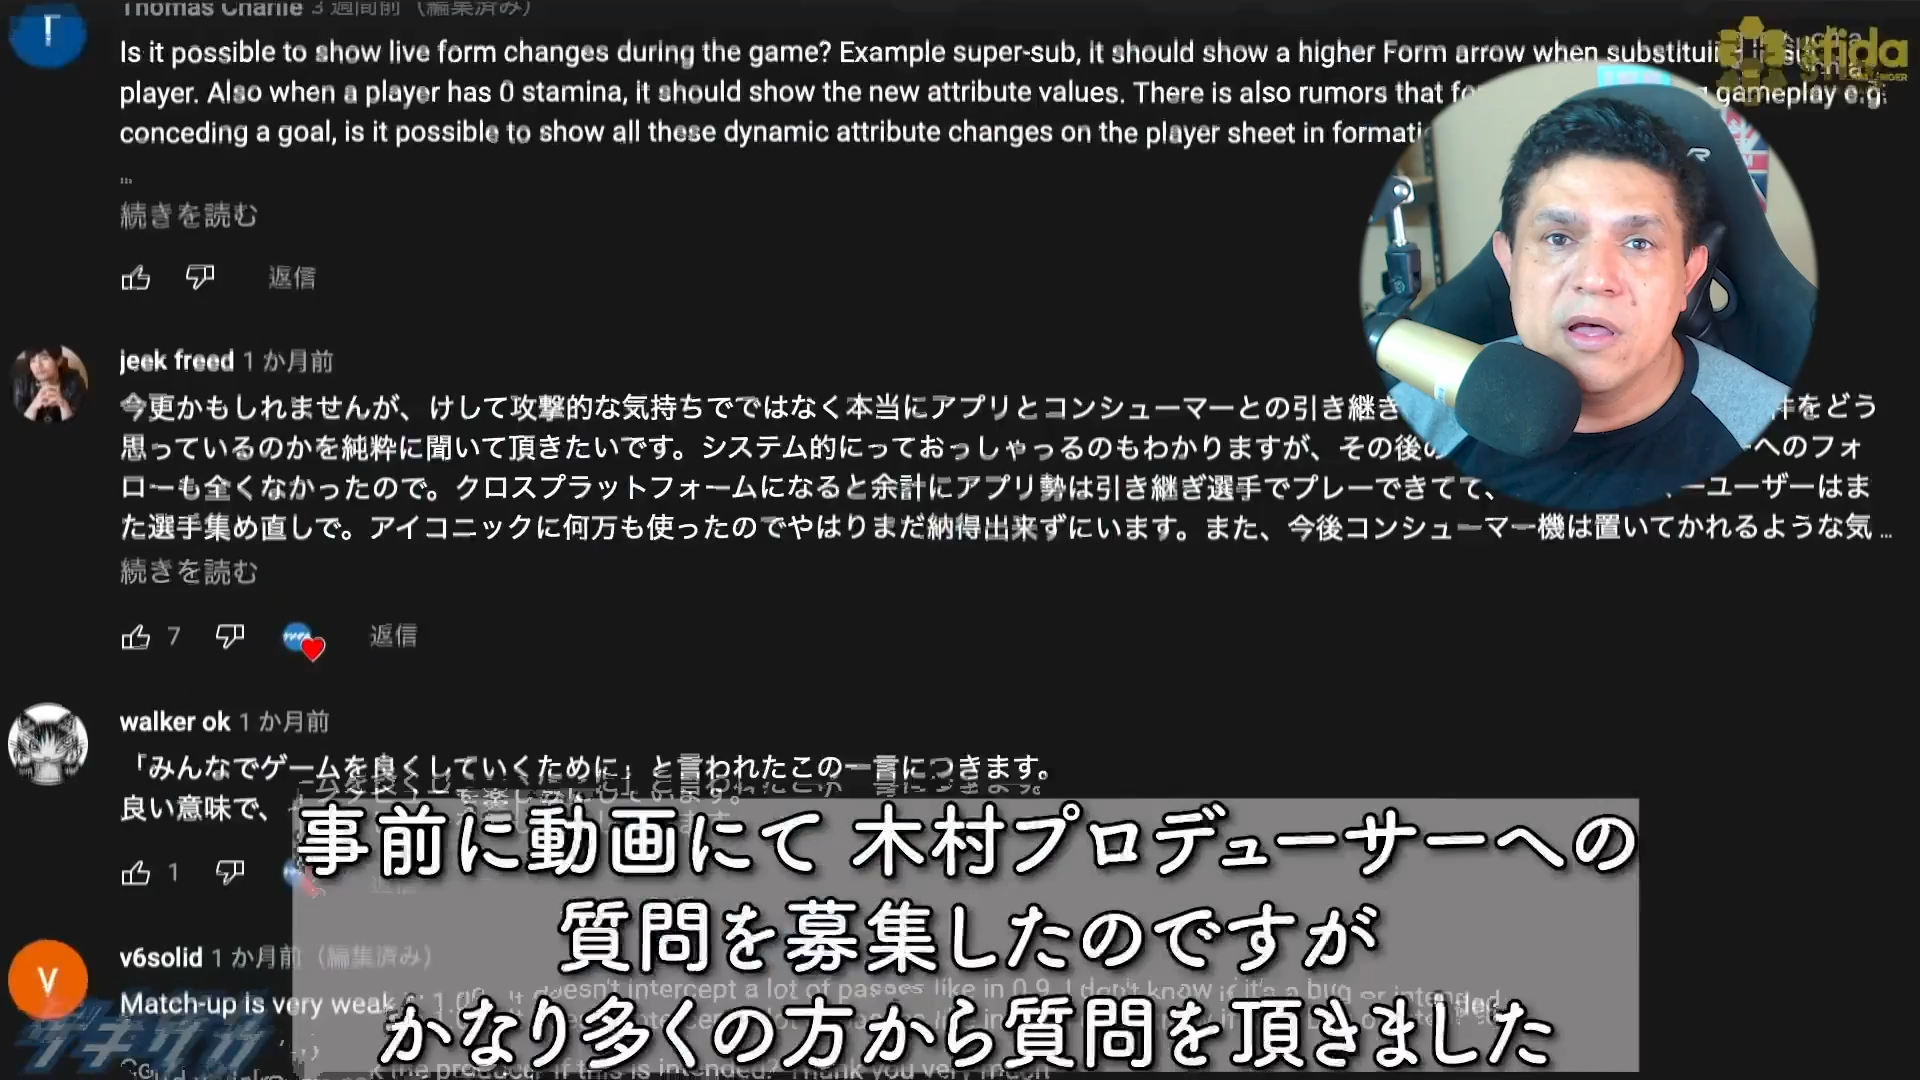 T
Thomas Charlie 3 週間前 （編集済み）
Is it possible to show live form changes during the game? Example super-sub, it should show a higher Form arrow when
player. Also when a player has 0 stamina, it should show the new attribute values. There is also rumors that gameplay e.g.
conceding a goal, is it possible to show all these dynamic attribute changes on the player sheet in
...
続きを読む
返信
sfida
jeek freed 1 か月前
今更かもしれませんが、けして攻撃的な気持ちでではなく本当にアプリとコンシューマーとの引き継ぎ 件をどう
思っているのかを純粋に聞いて頂きたいです。システム的にっておっしゃっるのもわかりますが、その後の ーへのフォ
ローも全くなかったので。クロスプラットフォームになると余計にアプリ勢は引き継ぎ選手でプレーできてて、 ーユーザーはま
た選手集め直しで。アイコニックに何万も使ったのでやはりまだ納得出来ずにいます。また、今後コンシューマー機は置いてかれるような気 ...
続きを読む
7 返信
walker ok 1 か月前
「みんなでゲームを良くしていくために」と言われたこの一言につきます。
良い意味で、
1
事前に動画にて 木村プロデューサーへの
質問を募集したのですが
かなり多くの方から質問を頂きました
V
v6solid 1 か月前 （編集済み）
Match-up is very weak
ゲキサカ